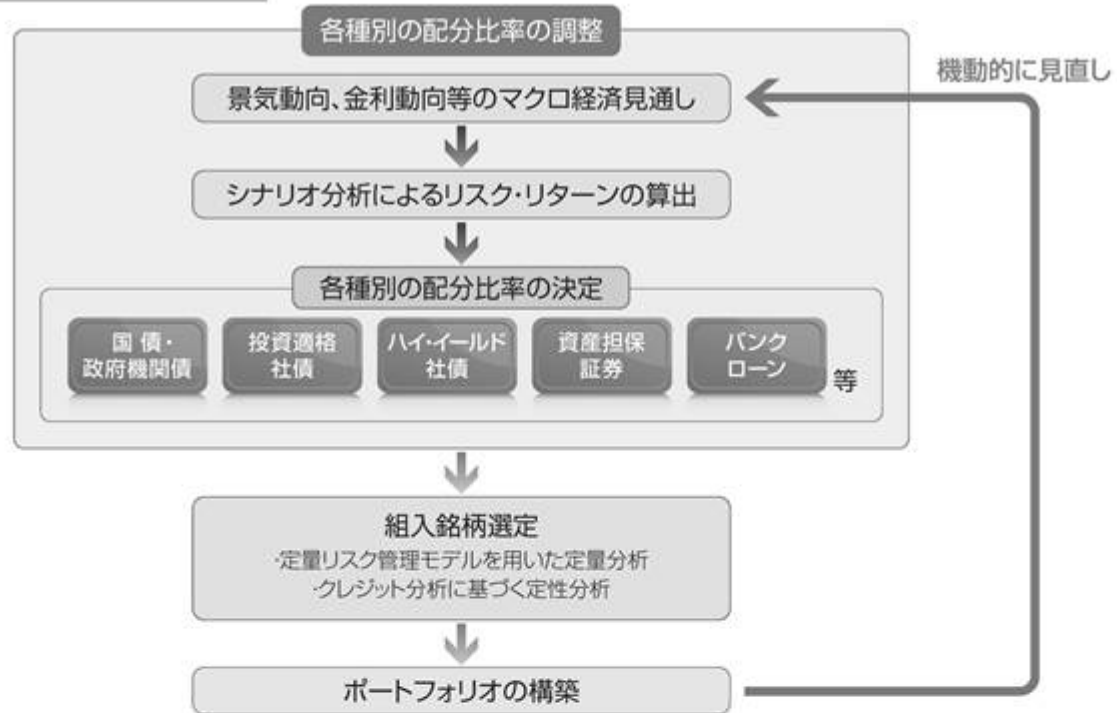 各種別の配分比率の調整
機動的に見直し
景気動向、金利動向等のマクロ経済見通し
シナリオ分析によるリスク・リターンの算出
各種別の配分比率の決定
国債・
政府機関債
投資適格
社債
ハイ・イールド
社債
資産担保
証券
バンク
ローン
等
組入銘柄選定
・定量リスク管理モデルを用いた定量分析
・クレジット分析に基づく定性分析
ポートフォリオの構築